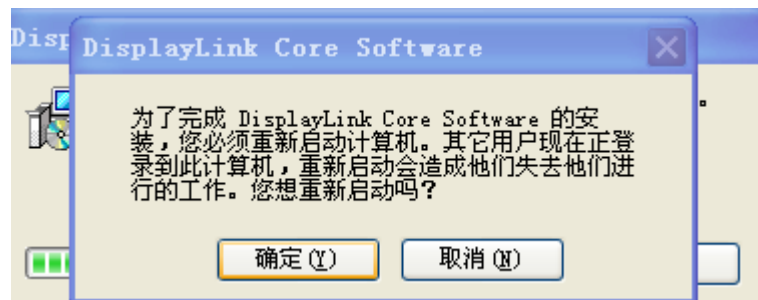 Disp
DisplayLink Core Software
为了完成 DisplayLink Core Software 的安
装，您必须重新启动计算机。其它用户现在正登
录到此计算机，重新启动会造成他们失去他们进
行的工作。您想重新启动吗？
确定(Y) 取消(N)